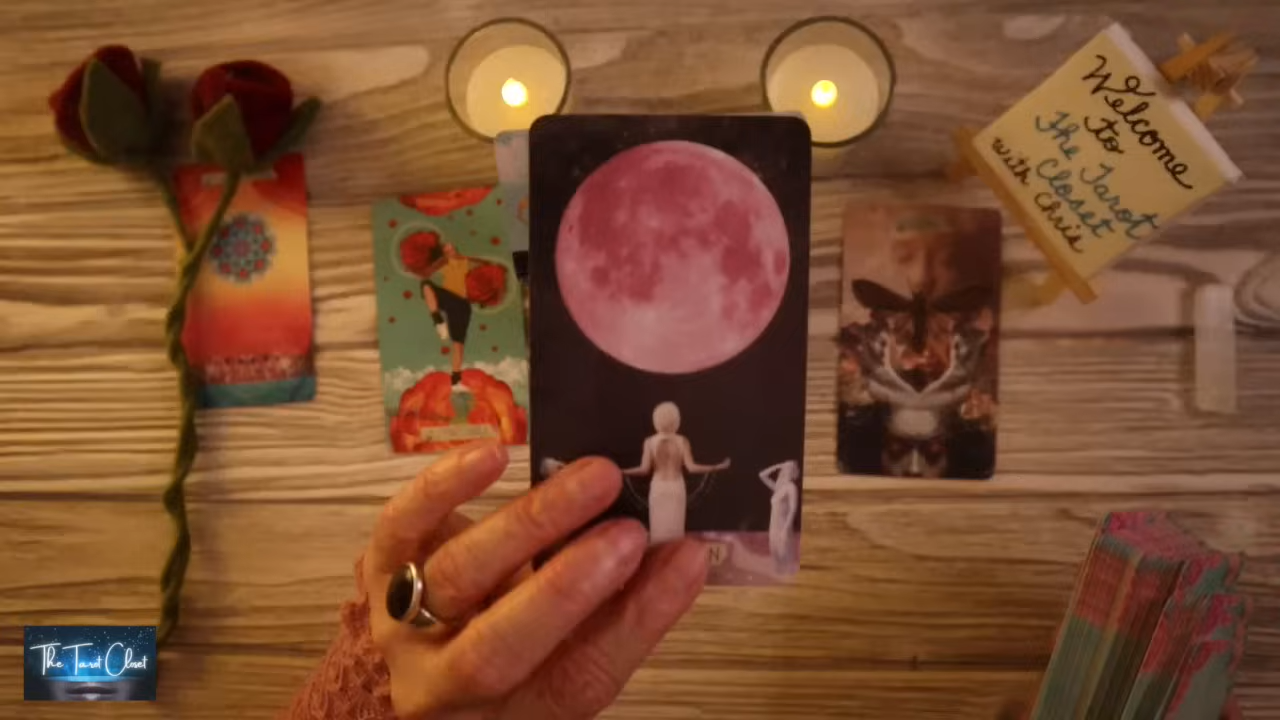 Welcome
to
The Tarot
Closet
with Chris
N
The Tarot Closet